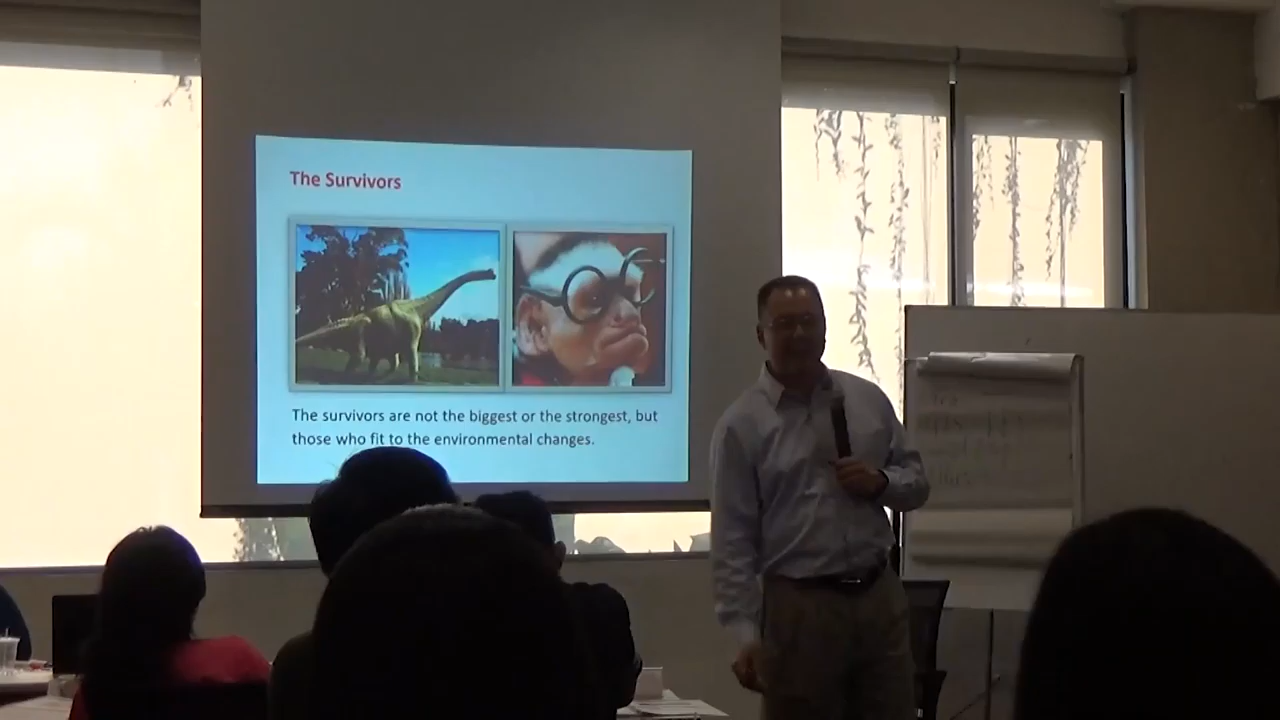 The Survivors
The survivors are not the biggest or the strongest, but
those who fit to the environmental changes.